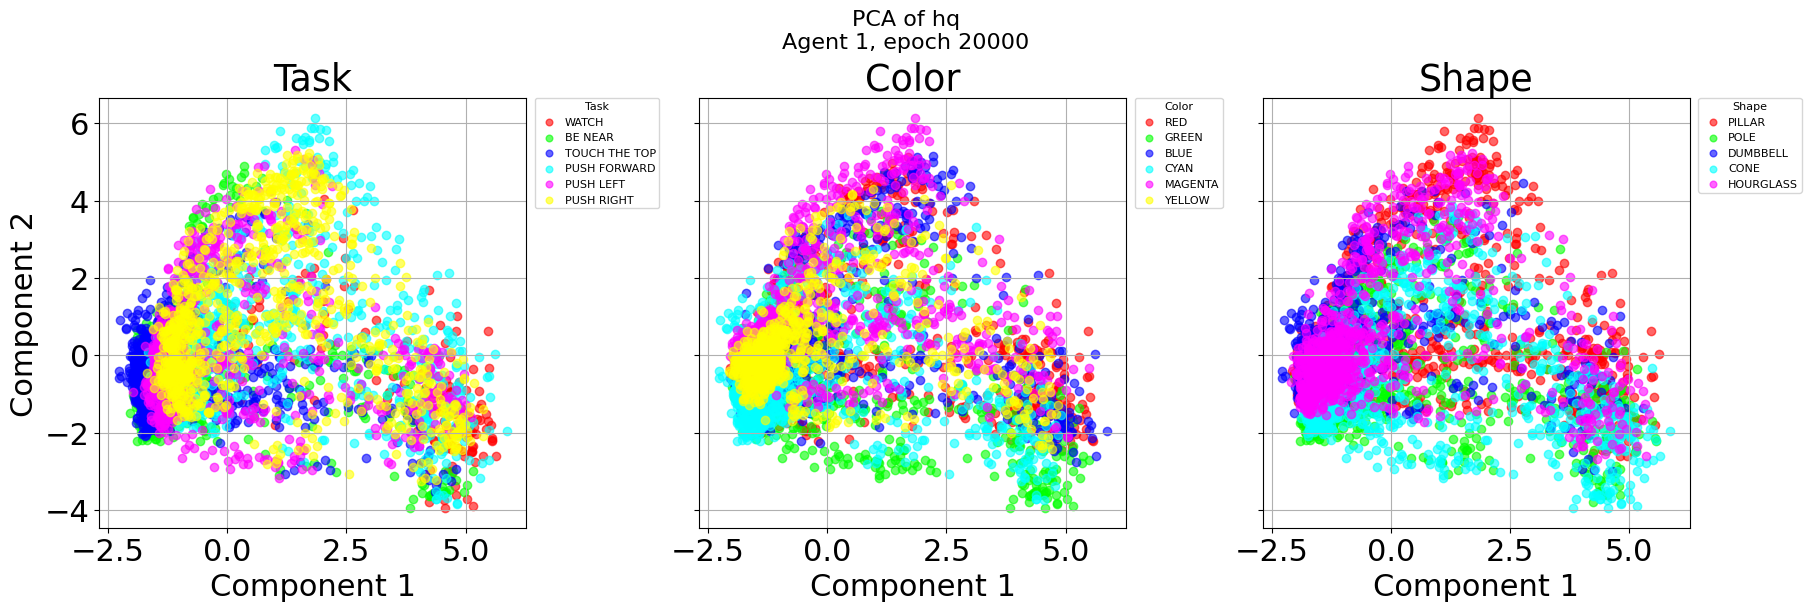 PCA of hq
Agent 1, epoch 20000
Task
Color
Shape
Component 2
6
4
2
0
−2
−4
−2.5 0.0 2.5 5.0
Component 1
Task
WATCH
BE NEAR
TOUCH THE TOP
PUSH FORWARD
PUSH LEFT
PUSH RIGHT
−2.5 0.0 2.5 5.0
Component 1
Color
RED
GREEN
BLUE
CYAN
MAGENTA
YELLOW
−2.5 0.0 2.5 5.0
Component 1
Shape
PILLAR
POLE
DUMBBELL
CONE
HOURGLASS